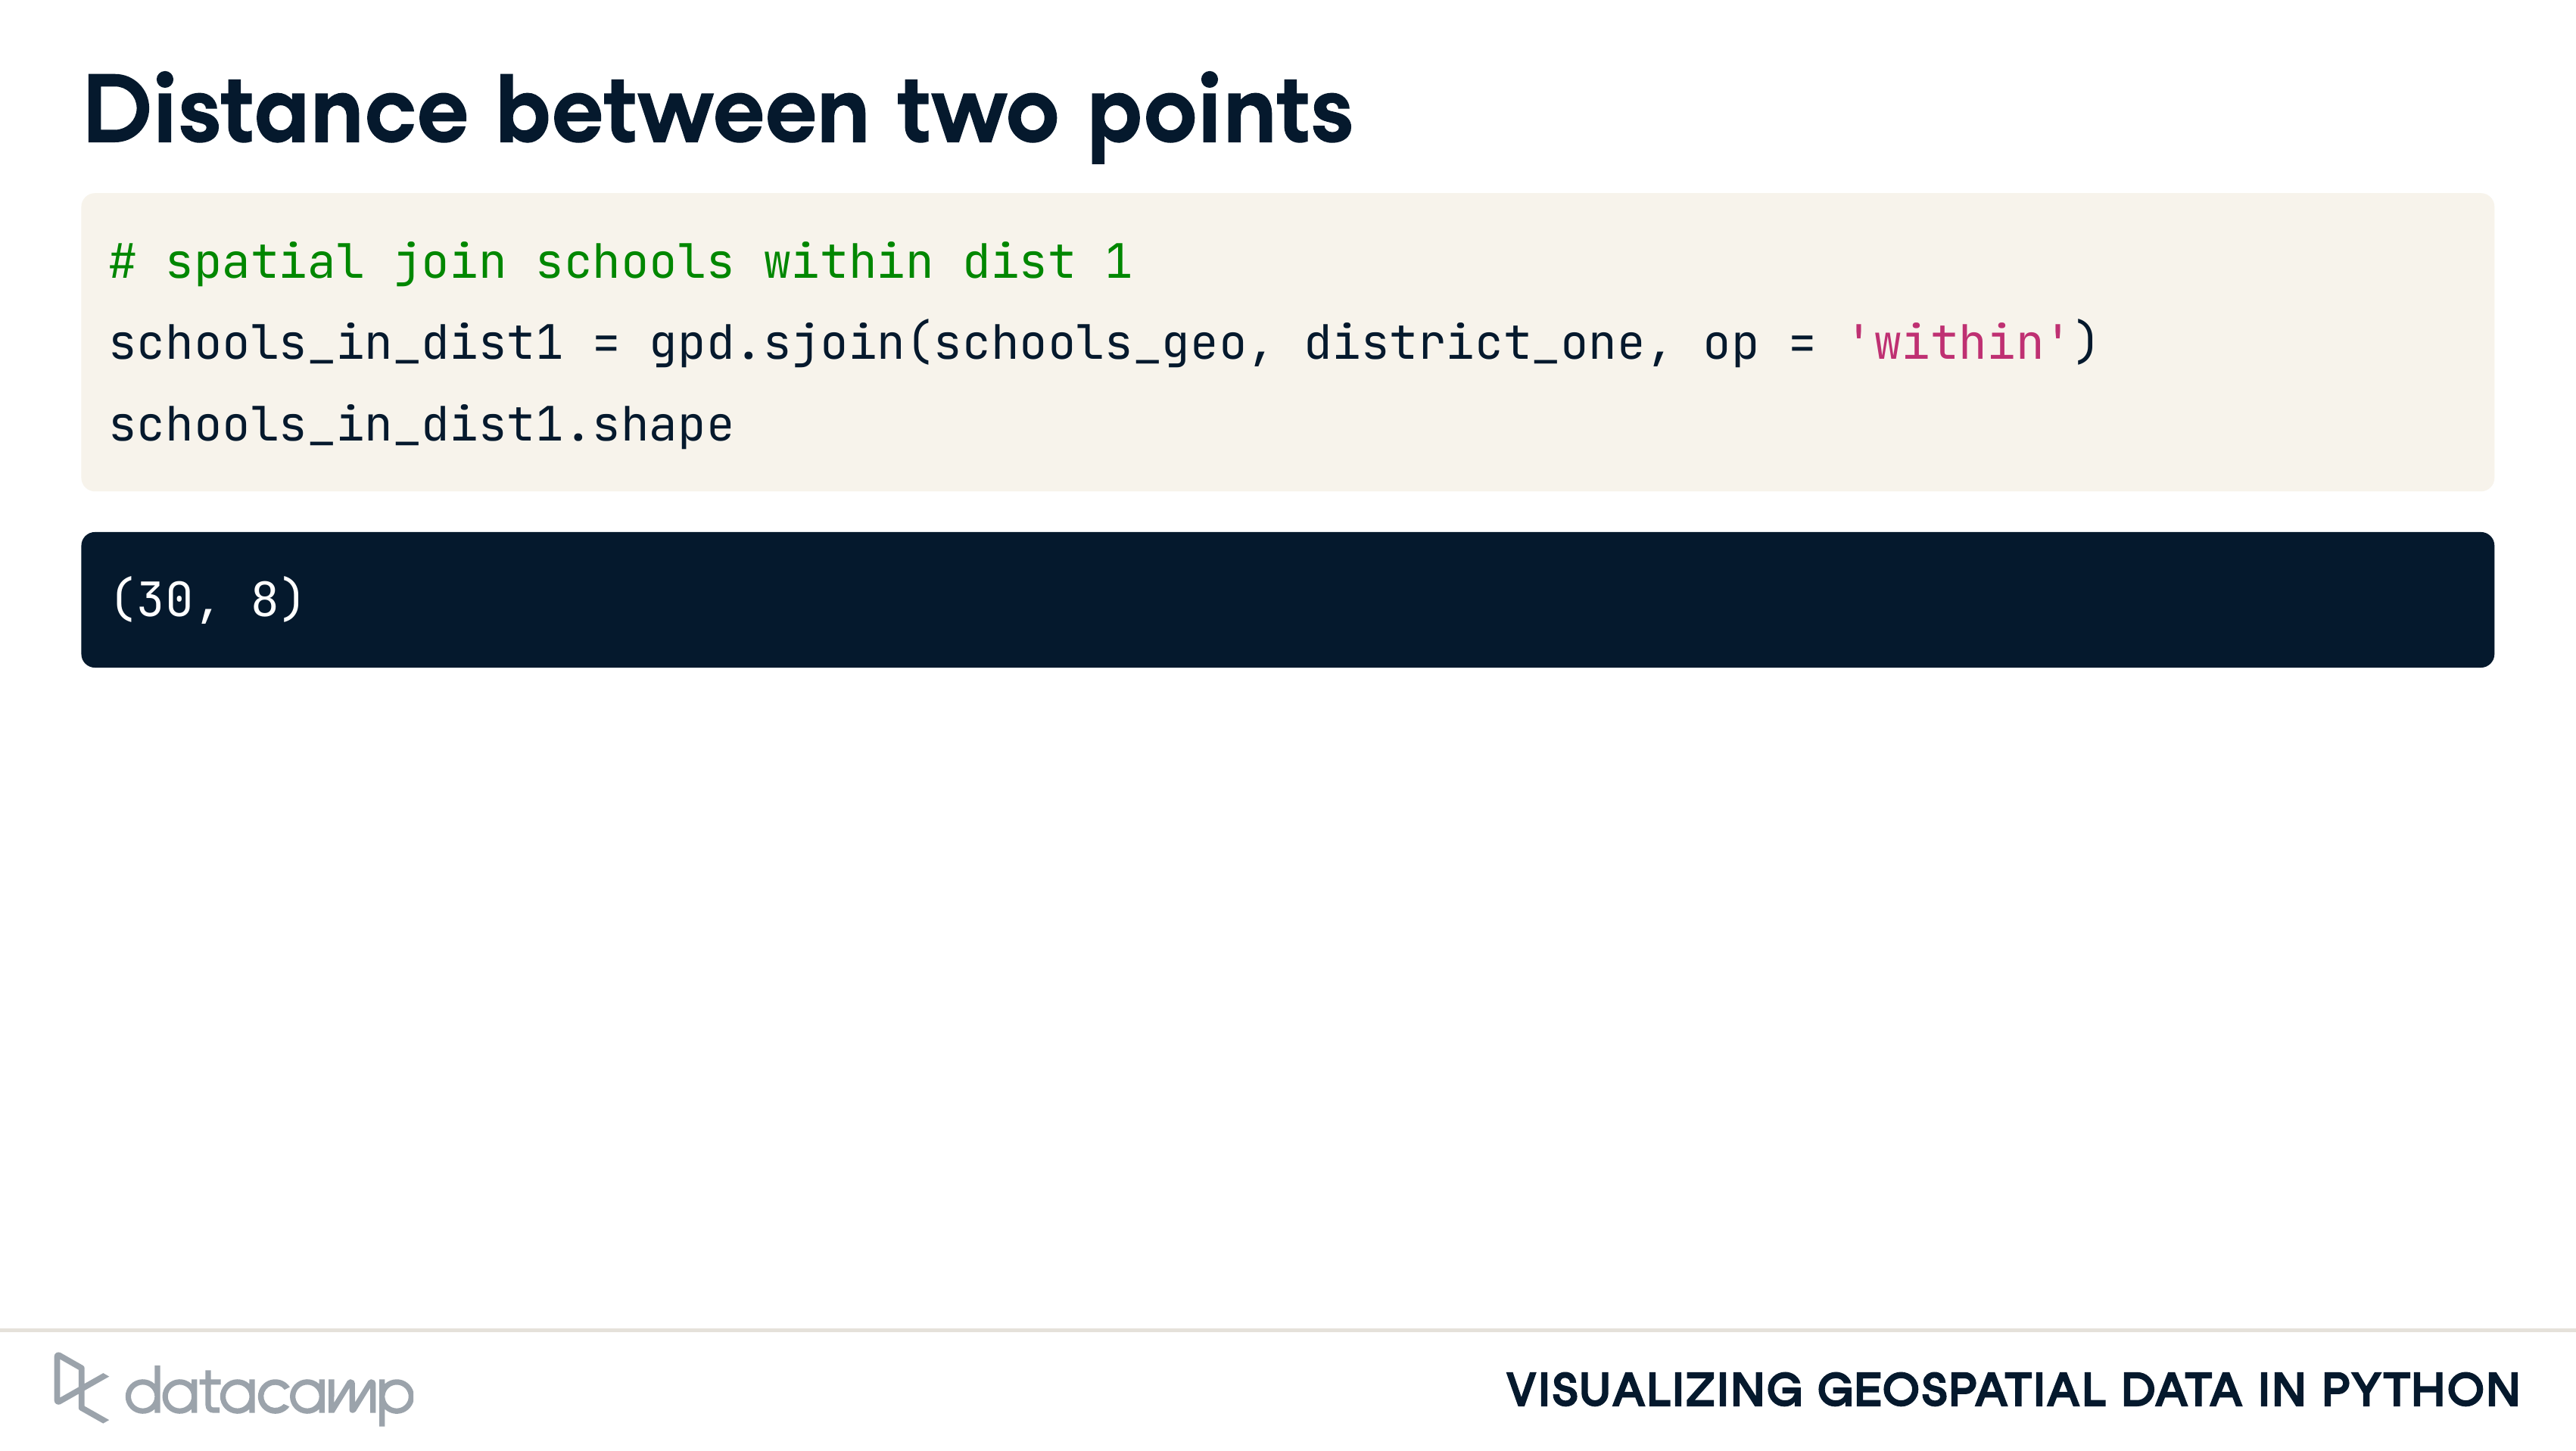 Distance between two points
# spatial join schools within dist 1
schools_in_dist1 = gpd.sjoin(schools_geo, district_one, op = 'within')
schools_in_dist1.shape
(30, 8)
datacamp
VISUALIZING GEOSPATIAL DATA IN PYTHON